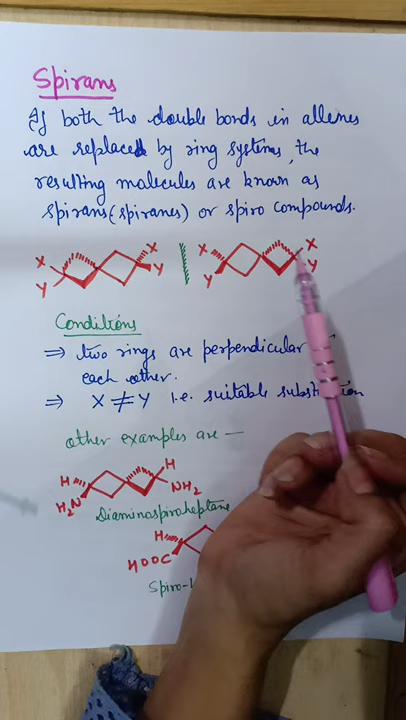 Spirans
If both the double bonds in allenes
are replaced by ring systems, the
resulting molecules are known as
spirans (spiranes) or spiro compounds.
X X X X
Y Y Y Y
Conditions
⇒ two rings are perpendicular
each other.
⇒ X ≠ Y i.e. suitable
other examples are —
H H
H₂N NH₂
Diaminospiroheptane
H
HOOC
Spiro-